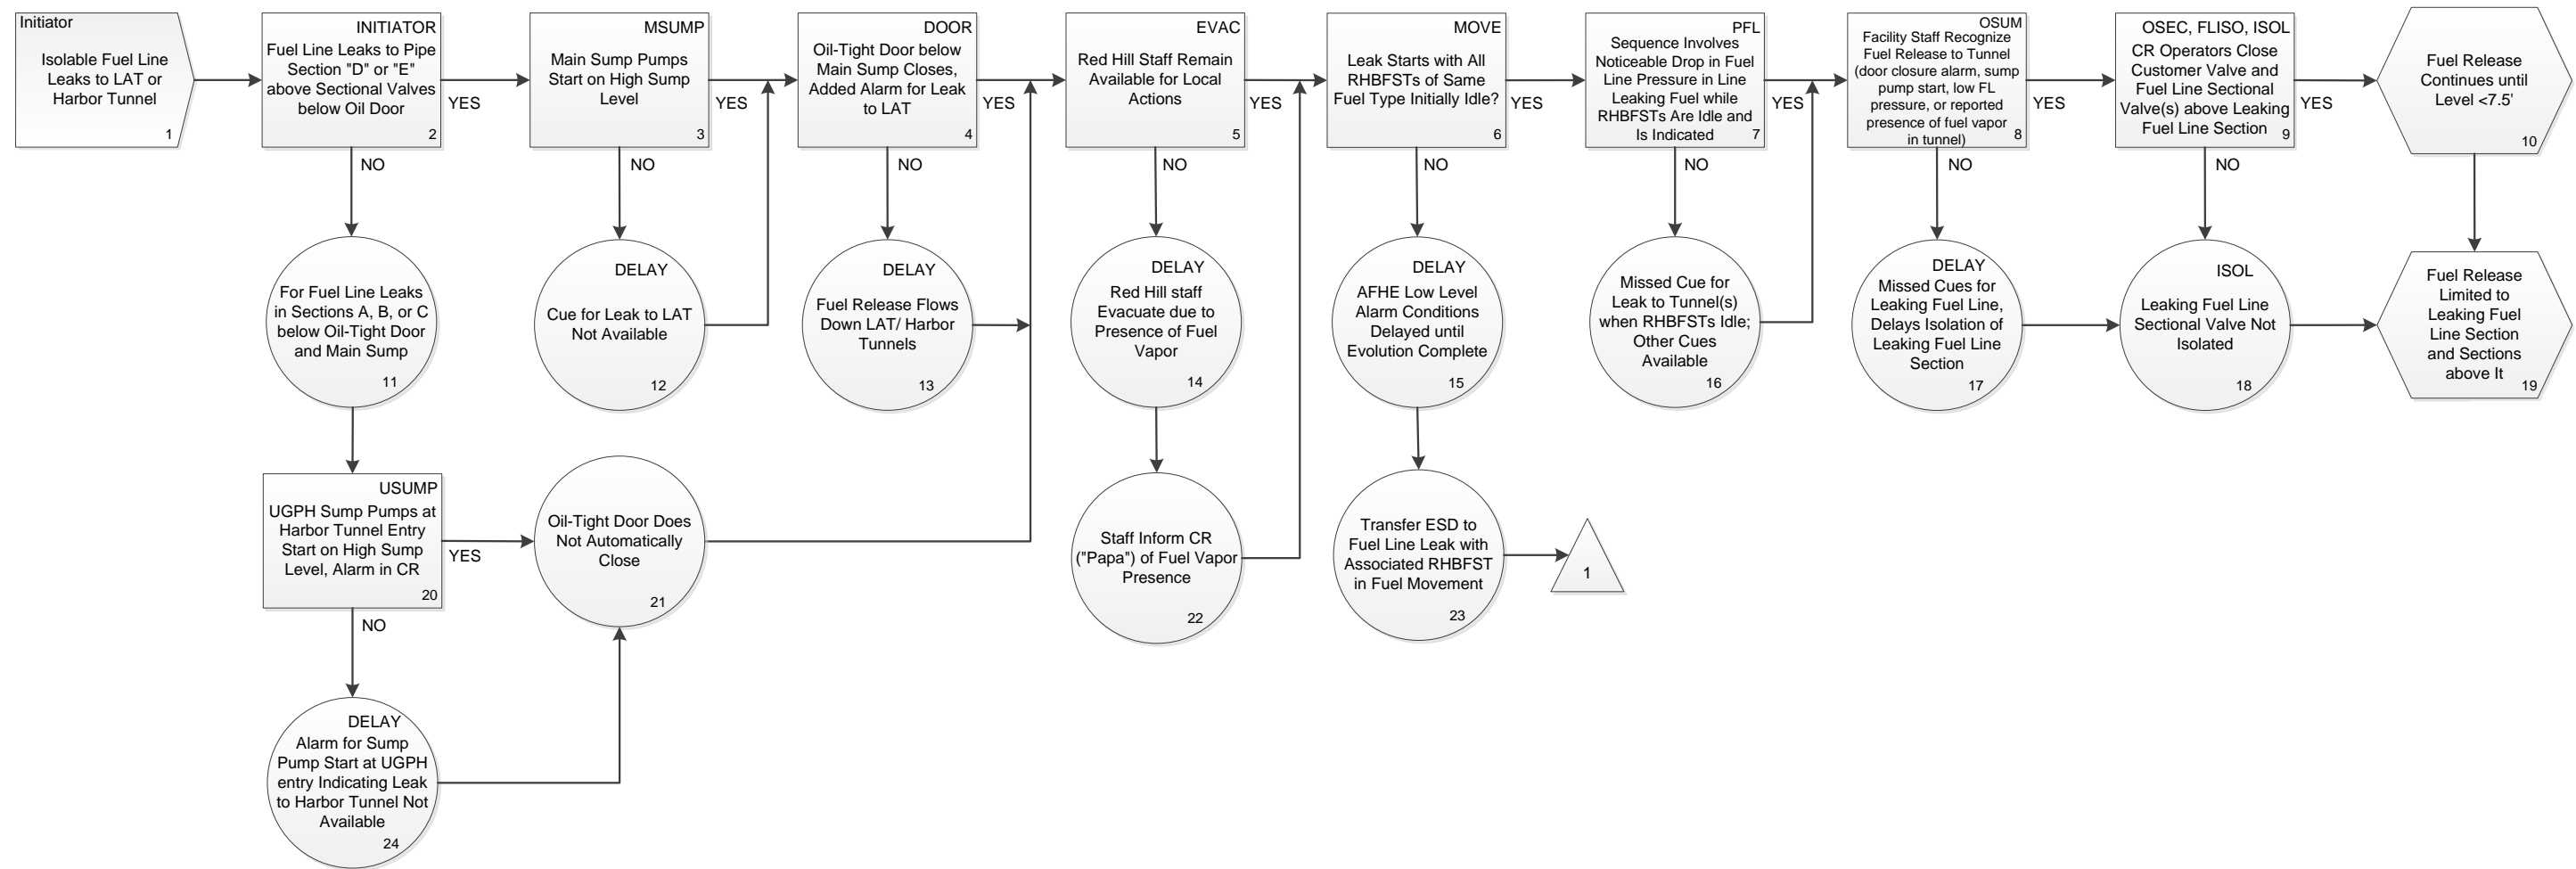 Initiator
Isolable Fuel Line
Leaks to LAT or
Harbor Tunnel
1
INITIATOR
Fuel Line Leaks to Pipe
Section "D" or "E"
above Sectional Valves
below Oil Door
2
YES
NO
MSUMP
Main Sump Pumps
Start on High Sump
Level
3
YES
NO
DOOR
Oil-Tight Door below
Main Sump Closes,
Added Alarm for Leak
to LAT
4
YES
NO
EVAC
Red Hill Staff Remain
Available for Local
Actions
5
YES
NO
MOVE
Leak Starts with All
RHBFSTs of Same
Fuel Type Initially Idle?
6
YES
NO
PFL
Sequence Involves
Noticeable Drop in Fuel
Line Pressure in Line
Leaking Fuel while
RHBFSTs Are Idle and
Is Indicated
7
YES
NO
OSUM
Facility Staff Recognize
Fuel Release to Tunnel
(door closure alarm, sump
pump start, low FL
pressure, or reported
presence of fuel vapor
in tunnel)
8
YES
NO
OSEC, FLISO, ISOL
CR Operators Close
Customer Valve and
Fuel Line Sectional
Valve(s) above Leaking
Fuel Line Section
9
YES
NO
Fuel Release
Continues until
Level <7.5'
10
For Fuel Line Leaks
in Sections A, B, or C
below Oil-Tight Door
and Main Sump
11
DELAY
Cue for Leak to LAT
Not Available
12
DELAY
Fuel Release Flows
Down LAT/ Harbor
Tunnels
13
DELAY
Red Hill staff
Evacuate due to
Presence of Fuel
Vapor
14
DELAY
AFHE Low Level
Alarm Conditions
Delayed until
Evolution Complete
15
Missed Cue for
Leak to Tunnel(s)
when RHBFSTs Idle;
Other Cues
Available
16
DELAY
Missed Cues for
Leaking Fuel Line,
Delays Isolation of
Leaking Fuel Line
Section
17
ISOL
Leaking Fuel Line
Sectional Valve Not
Isolated
18
Fuel Release
Limited to
Leaking Fuel
Line Section
and Sections
above It
19
USUMP
UGPH Sump Pumps at
Harbor Tunnel Entry
Start on High Sump
Level, Alarm in CR
20
YES
NO
Oil-Tight Door Does
Not Automatically
Close
21
Staff Inform CR
("Papa") of Fuel Vapor
Presence
22
Transfer ESD to
Fuel Line Leak with
Associated RHBFST
in Fuel Movement
23
1
DELAY
Alarm for Sump
Pump Start at UGPH
entry Indicating Leak
to Harbor Tunnel Not
Available
24